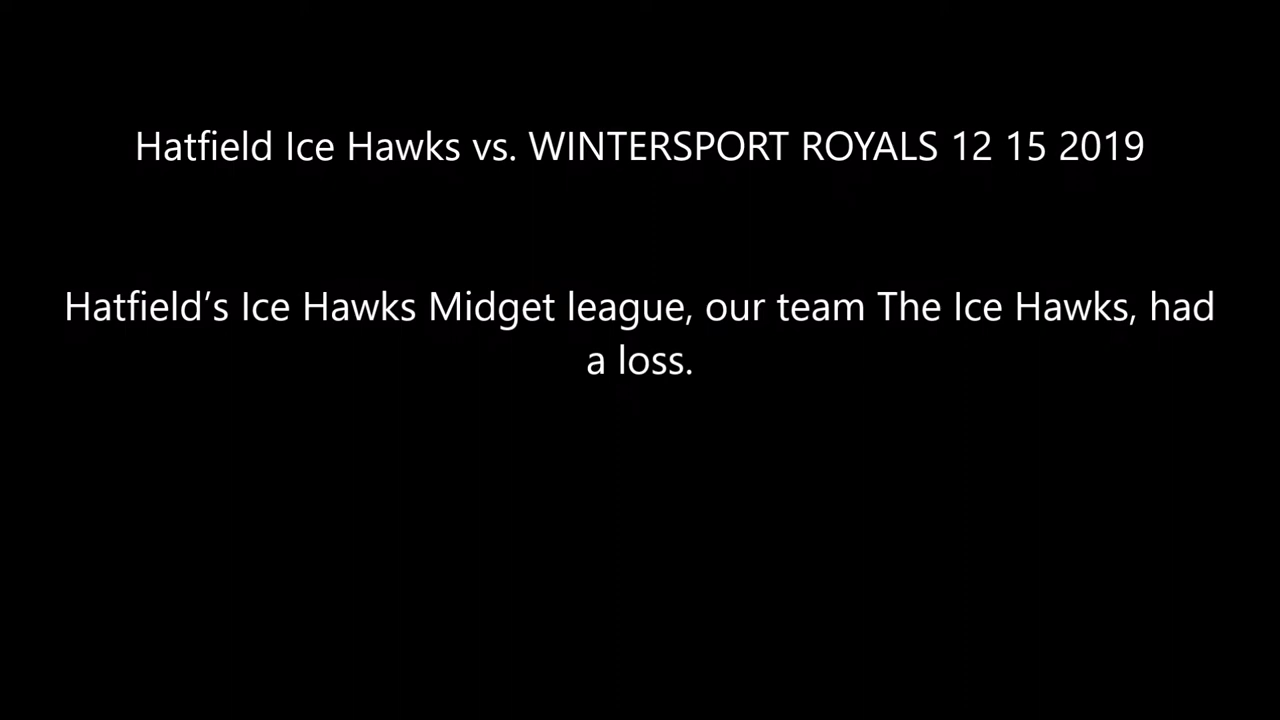 Hatfield Ice Hawks vs. WINTERSPORT ROYALS 12 15 2019
Hatfield’s Ice Hawks Midget league, our team The Ice Hawks, had
a loss.